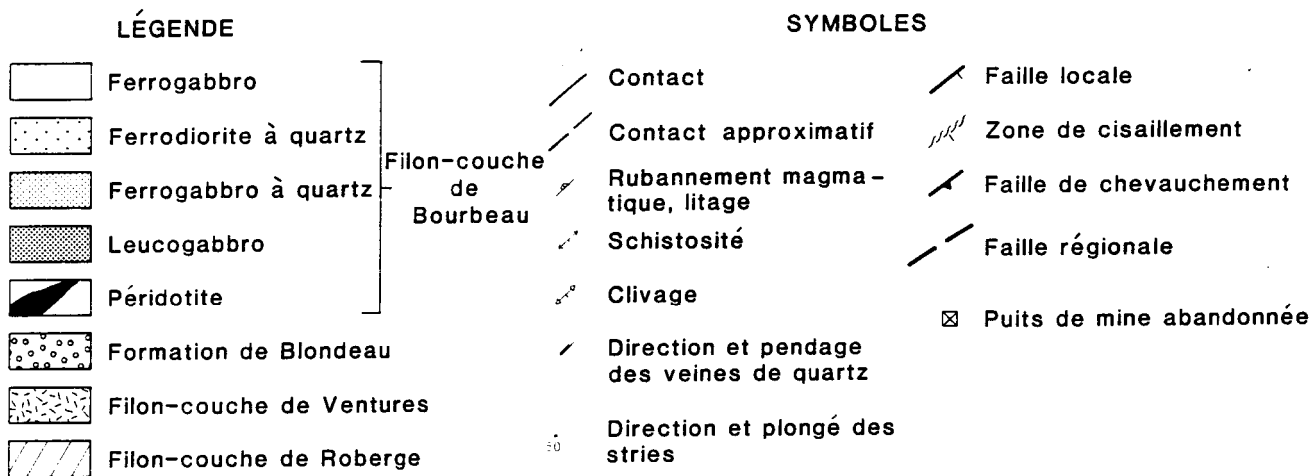 LÉGENDE
Ferrogabbro
Ferrodiorite à quartz
Ferrogabbro à quartz
Leucogabbro
Péridotite
Filon-couche
de
Bourbeau
Formation de Blondeau
Filon-couche de Ventures
Filon-couche de Roberge
SYMBOLES
Contact
Contact approximatif
Rubannement magma-
tique, litage
Schistosité
Clivage
Direction et pendage
des veines de quartz
Direction et plongé des
stries
Faille locale
Zone de cisaillement
Faille de chevauchement
Faille régionale
Puits de mine abandonnée